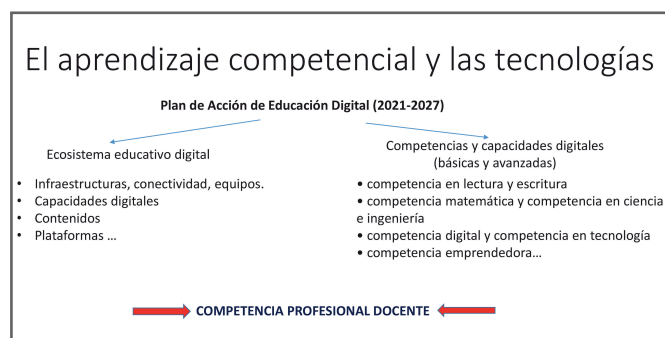 El aprendizaje competencial y las tecnologías
Plan de Acción de Educación Digital (2021-2027)
Ecosistema educativo digital
• Infraestructuras, conectividad, equipos.
• Capacidades digitales
• Contenidos
• Plataformas ...
Competencias y capacidades digitales
(básicas y avanzadas)
• competencia en lectura y escritura
• competencia matemática y competencia en ciencia
e ingeniería
• competencia digital y competencia en tecnología
• competencia emprendedora...
COMPETENCIA PROFESIONAL DOCENTE